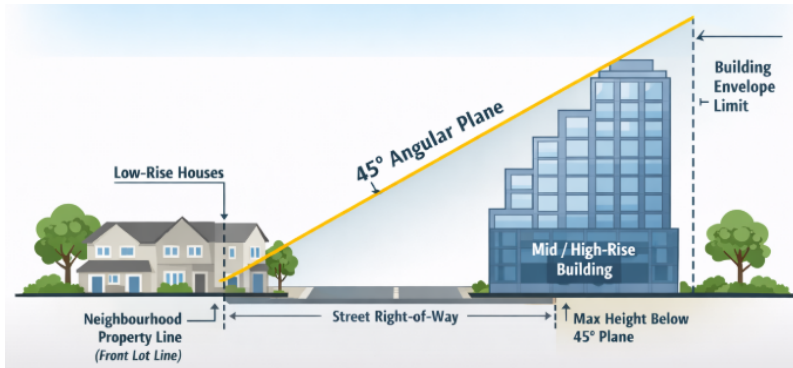 Building
Envelope
Limit
45° Angular Plane
Low-Rise Houses
Mid / High-Rise
Building
Neighbourhood
Property Line
(Front Lot Line)
Street Right-of-Way
Max Height Below
45° Plane